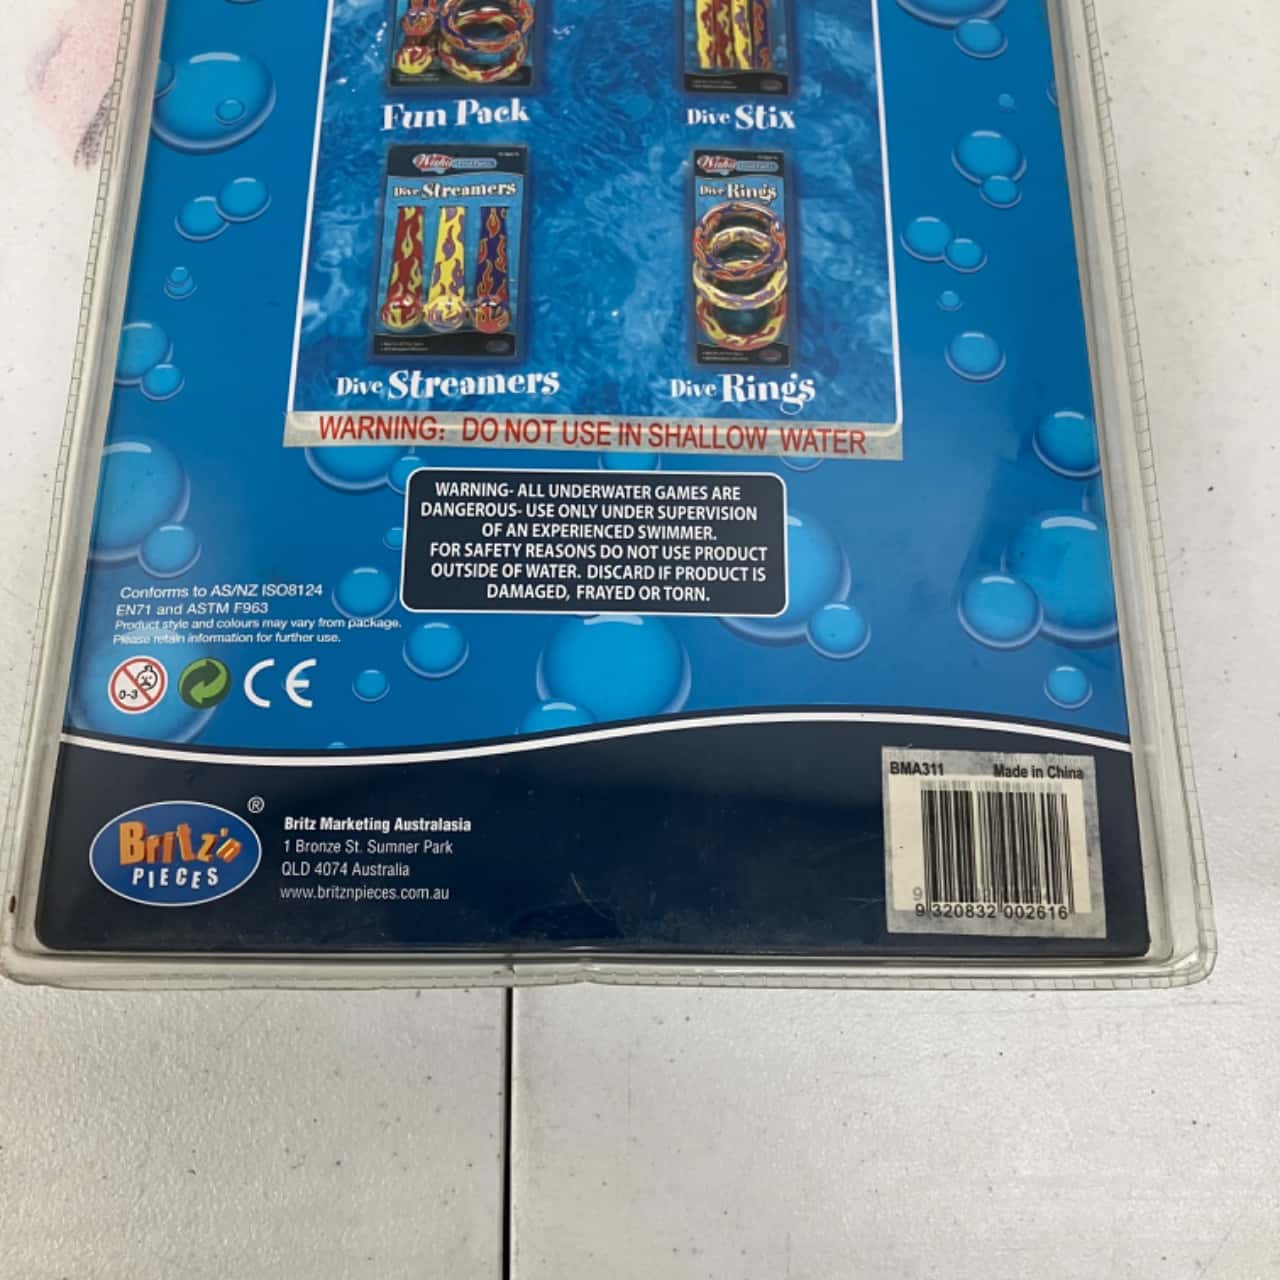 Fun Pack
Dive Stix
Wahu
Dive Streamers
Wahu
Dive Rings
Dive Streamers
Dive Rings
WARNING: DO NOT USE IN SHALLOW WATER
WARNING- ALL UNDERWATER GAMES ARE
DANGEROUS- USE ONLY UNDER SUPERVISION
OF AN EXPERIENCED SWIMMER.
FOR SAFETY REASONS DO NOT USE PRODUCT
OUTSIDE OF WATER. DISCARD IF PRODUCT IS
DAMAGED, FRAYED OR TORN.
Conforms to AS/NZ ISO8124
EN71 and ASTM F963
Product style and colours may vary from package.
Please retain information for further use.
0-3
CE
BMA311 Made in China
Britz'n
PIECES
®
Britz Marketing Australasia
1 Bronze St. Sumner Park
QLD 4074 Australia
www.britznpieces.com.au
9 320832 002616